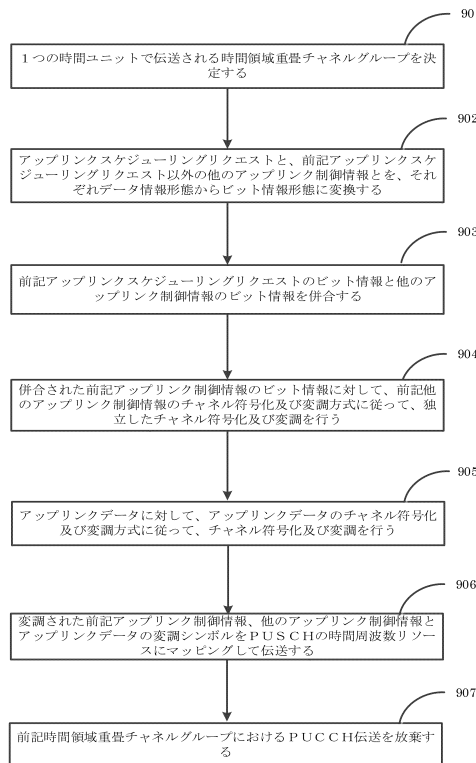 90
１つの時間ユニットで伝送される時間領域重畳チャネルグループを決
定する
902
アップリンクスケジューリングリクエストと、前記アップリンクスケ
ジューリングリクエスト以外の他のアップリンク制御情報とを、それ
ぞれデータ情報形態からビット情報形態に変換する
903
前記アップリンクスケジューリングリクエストのビット情報と他のア
ップリンク制御情報のビット情報を併合する
904
併合された前記アップリンク制御情報のビット情報に対して、前記他
のアップリンク制御情報のチャネル符号化及び変調方式に従って、独
立したチャネル符号化及び変調を行う
905
アップリンクデータに対して、アップリンクデータのチャネル符号化
及び変調方式に従って、チャネル符号化及び変調を行う
906
変調された前記アップリンク制御情報、他のアップリンク制御情報と
アップリンクデータの変調シンボルをＰＵＳＣＨの時間周波数リソー
スにマッピングして伝送する
907
前記時間領域重畳チャネルグループにおけるＰＵＣＣＨ伝送を放棄す
る